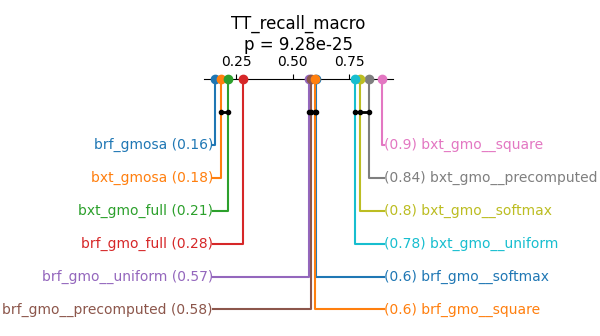 TT_recall_macro
p = 9.28e-25
0.25 0.50 0.75
brf_gmosa (0.16) (0.9) bxt_gmo__square
bxt_gmosa (0.18) (0.84) bxt_gmo__precomputed
bxt_gmo_full (0.21) (0.8) bxt_gmo__softmax
brf_gmo_full (0.28) (0.78) bxt_gmo__uniform
brf_gmo__uniform (0.57) (0.6) brf_gmo__softmax
brf_gmo__precomputed (0.58) (0.6) brf_gmo__square